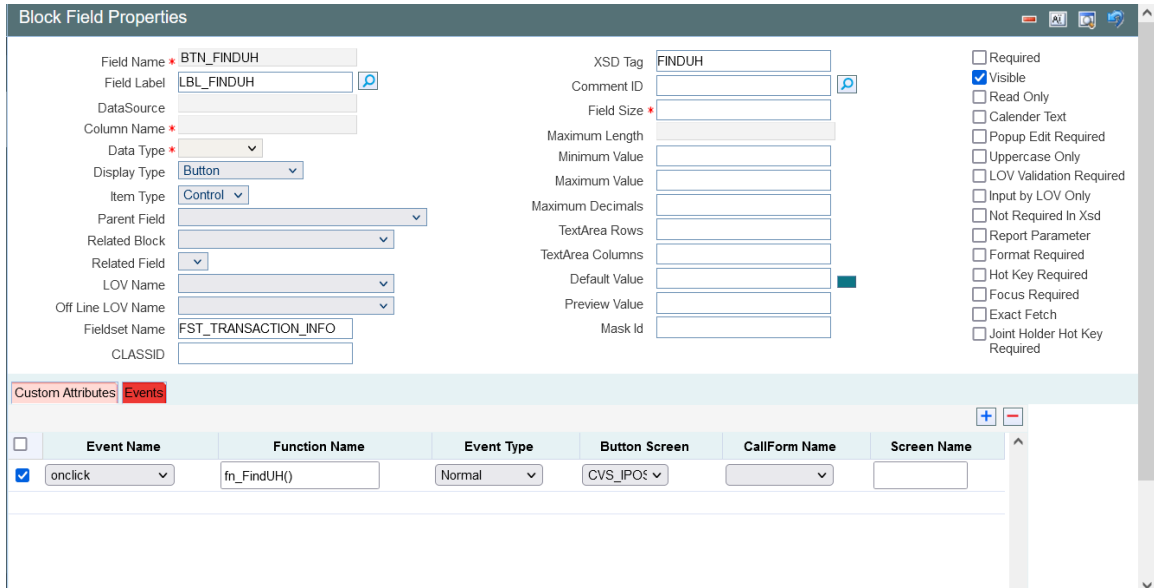 Block Field Properties
Field Name * BTN_FINDUH
Field Label LBL_FINDUH
DataSource
Column Name *
Data Type *
Display Type Button
Item Type Control
Parent Field
Related Block
Related Field
LOV Name
Off Line LOV Name
Fieldset Name FST_TRANSACTION_INFO
CLASSID
XSD Tag FINDUH
Comment ID
Field Size *
Maximum Length
Minimum Value
Maximum Value
Maximum Decimals
TextArea Rows
TextArea Columns
Default Value
Preview Value
Mask Id
Required
Visible
Read Only
Calender Text
Popup Edit Required
Uppercase Only
LOV Validation Required
Input by LOV Only
Not Required In Xsd
Report Parameter
Format Required
Hot Key Required
Focus Required
Exact Fetch
Joint Holder Hot Key
Required
Custom Attributes Events
Event Name Function Name Event Type Button Screen CallForm Name Screen Name
onclick fn_FindUH() Normal CVS_IPOS